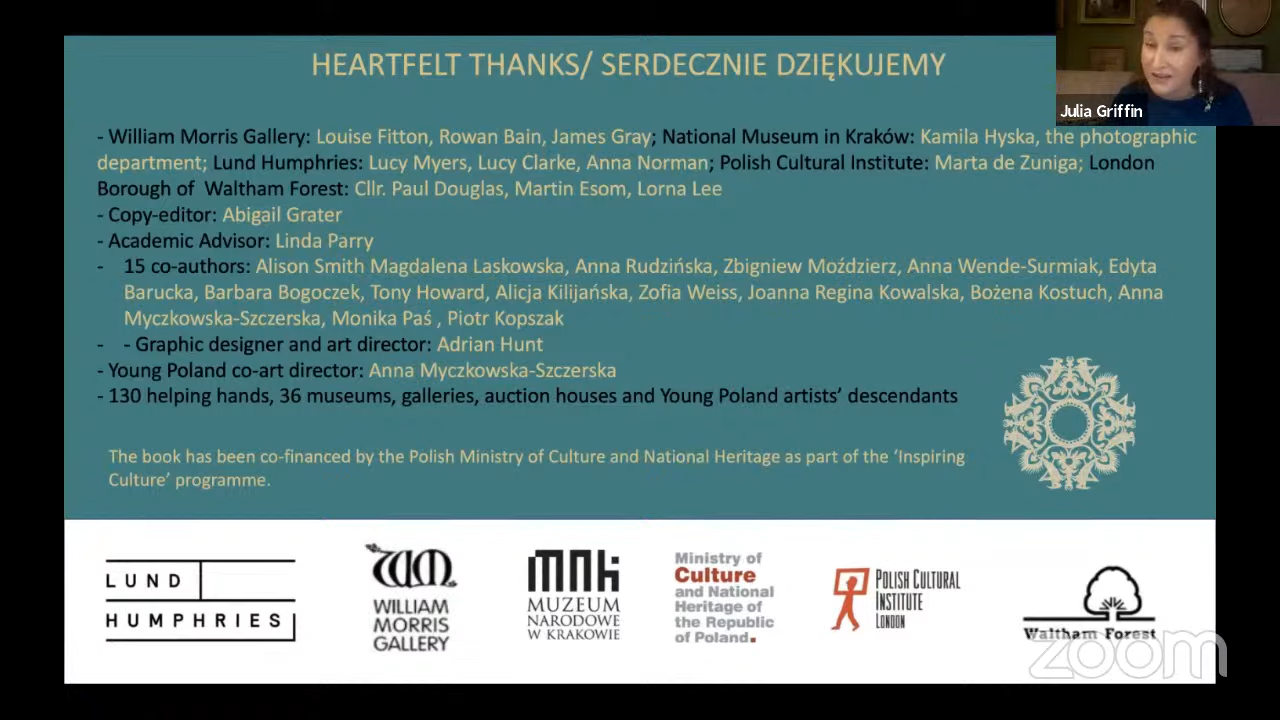 HEARTFELT THANKS/ SERDECZNIE DZIĘKUJEMY
Julia Griffin
- William Morris Gallery: Louise Fitton, Rowan Bain, James Gray; National Museum in Kraków: Kamila Hyska, the photographic
department; Lund Humphries: Lucy Myers, Lucy Clarke, Anna Norman; Polish Cultural Institute: Marta de Zuniga; London
Borough of Waltham Forest: Cllr. Paul Douglas, Martin Esom, Lorna Lee
- Copy-editor: Abigail Grater
- Academic Advisor: Linda Parry
- 15 co-authors: Alison Smith Magdalena Laskowska, Anna Rudzińska, Zbigniew Moździerz, Anna Wende-Surmiak, Edyta
Barucka, Barbara Bogoczek, Tony Howard, Alicja Kilijańska, Zofia Weiss, Joanna Regina Kowalska, Bożena Kostuch, Anna
Myczkowska-Szczerska, Monika Paś , Piotr Kopszak
- - Graphic designer and art director: Adrian Hunt
- Young Poland co-art director: Anna Myczkowska-Szczerska
- 130 helping hands, 36 museums, galleries, auction houses and Young Poland artists’ descendants
The book has been co-financed by the Polish Ministry of Culture and National Heritage as part of the ‘Inspiring
Culture’ programme.
LUND
HUMPHRIES
WM
WILLIAM
MORRIS
GALLERY
mnk
MUZEUM
NARODOWE
W KRAKOWIE
Ministry of
Culture
and National
Heritage of
the Republic
of Poland.
POLISH CULTURAL
INSTITUTE
LONDON
Waltham Forest
zoom